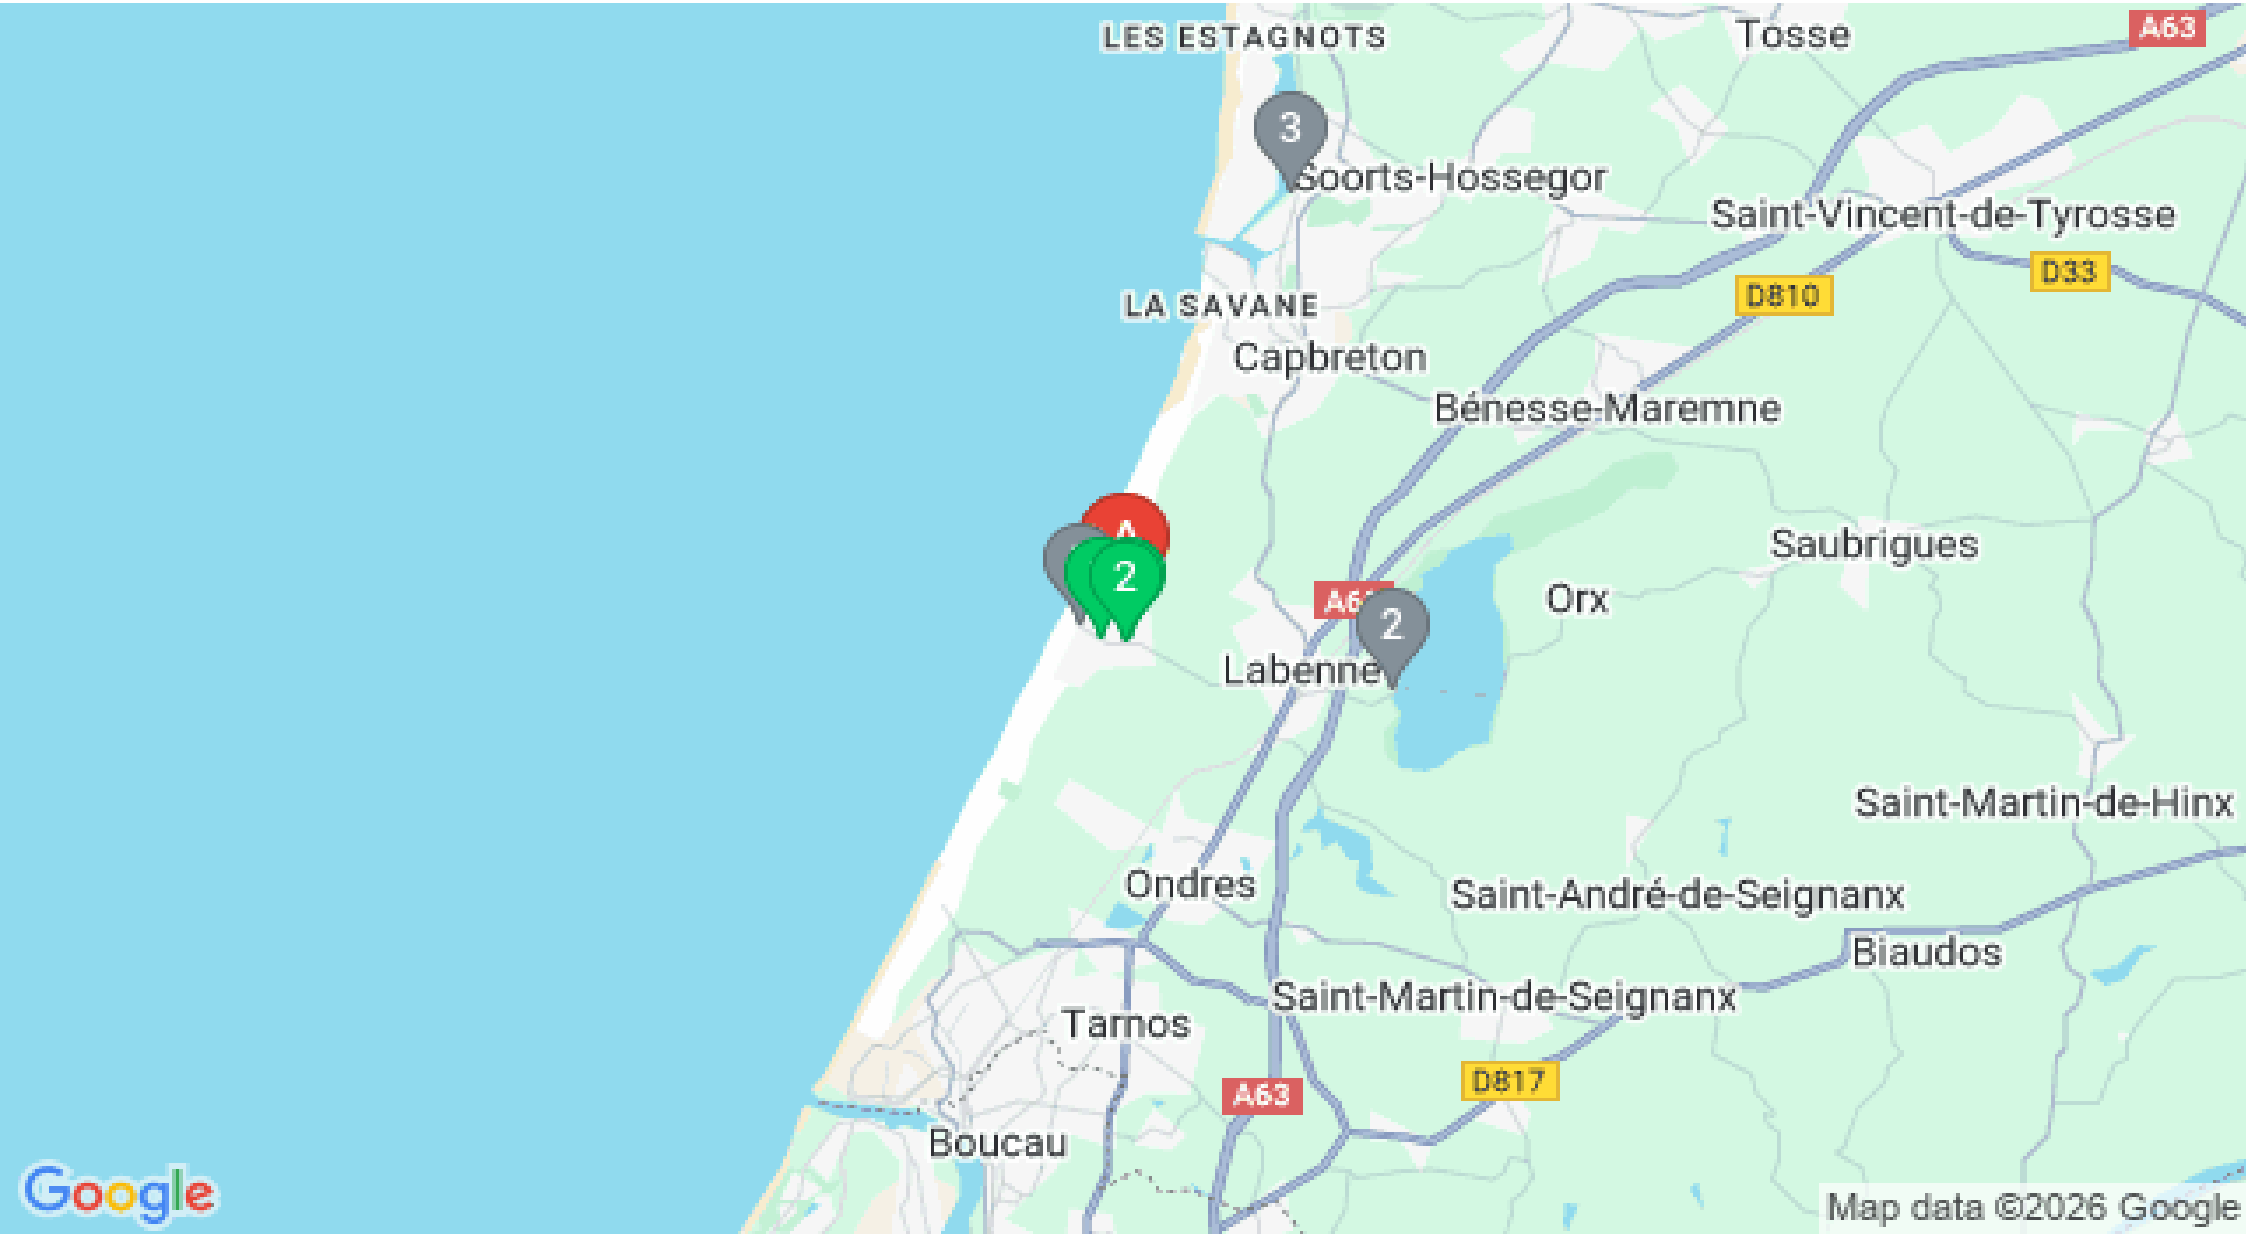 LES ESTAGNOTS
Tosse
A63
3
Soorts-Hossegor
Saint-Vincent-de-Tyrosse
D33
D810
LA SAVANE
Capbreton
Bénesse-Maremne
A
2
Saubrigues
Orx
2
Labenne
Saint-Martin-de-Hinx
Ondres
Saint-André-de-Seignanx
Biaudos
Saint-Martin-de-Seignanx
Tarnos
D817
A63
Boucau
Google
Map data ©2026 Google